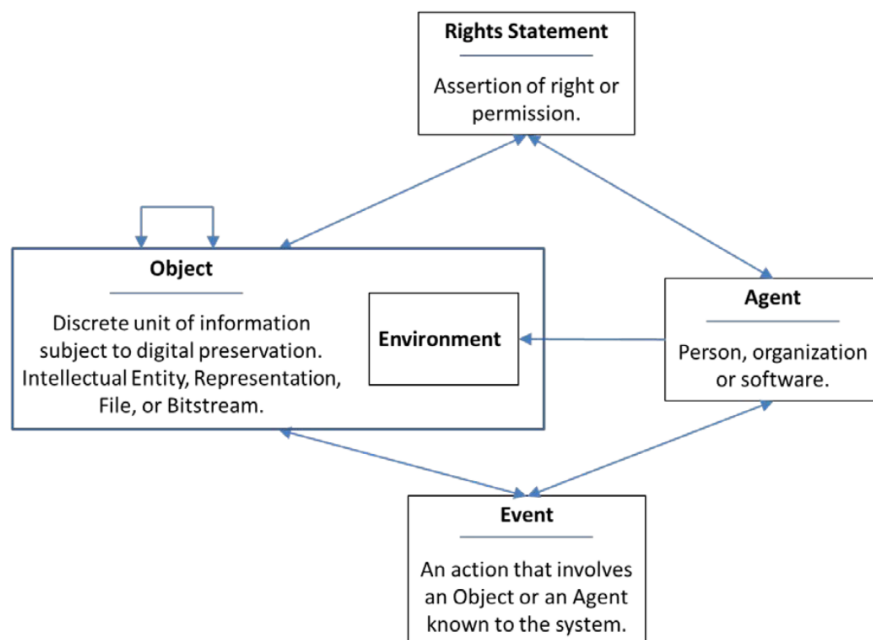 Rights Statement
Assertion of right or
permission.
Object
Discrete unit of information
subject to digital preservation.
Intellectual Entity, Representation,
File, or Bitstream.
Environment
Agent
Person, organization
or software.
Event
An action that involves
an Object or an Agent
known to the system.